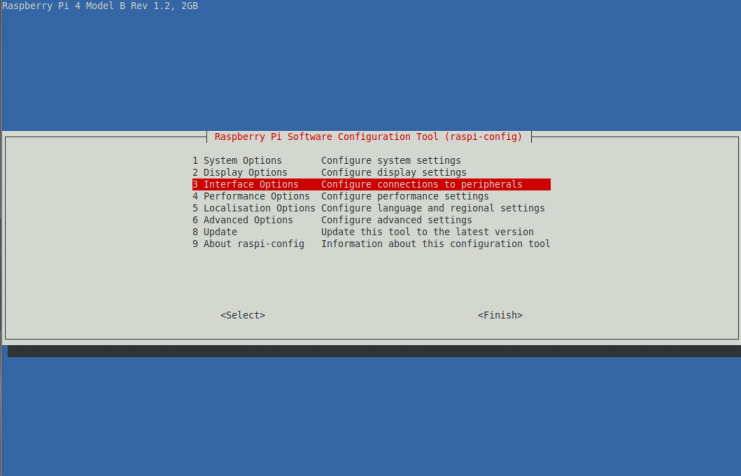 Raspberry Pi 4 Model B Rev 1.2, 2GB
Raspberry Pi Software Configuration Tool (raspi-config)
1 System Options Configure system settings
2 Display Options Configure display settings
3 Interface Options Configure connections to peripherals
4 Performance Options Configure performance settings
5 Localisation Options Configure language and regional settings
6 Advanced Options Configure advanced settings
8 Update Update this tool to the latest version
9 About raspi-config Information about this configuration tool
<Select> <Finish>